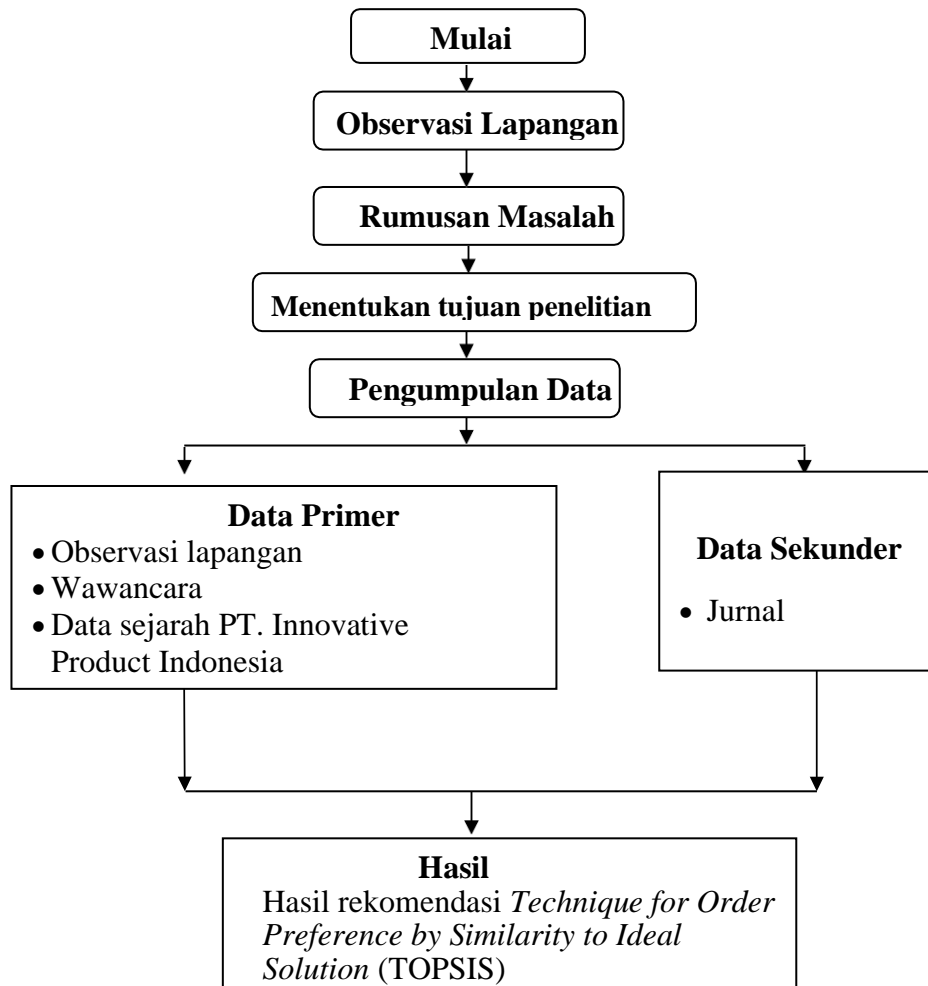 Mulai
Observasi Lapangan
Rumusan Masalah
Menentukan tujuan penelitian
Pengumpulan Data
Data Primer
• Observasi lapangan
• Wawancara
• Data sejarah PT. Innovative
Product Indonesia
Data Sekunder
• Jurnal
Hasil
Hasil rekomendasi Technique for Order
Preference by Similarity to Ideal
Solution (TOPSIS)